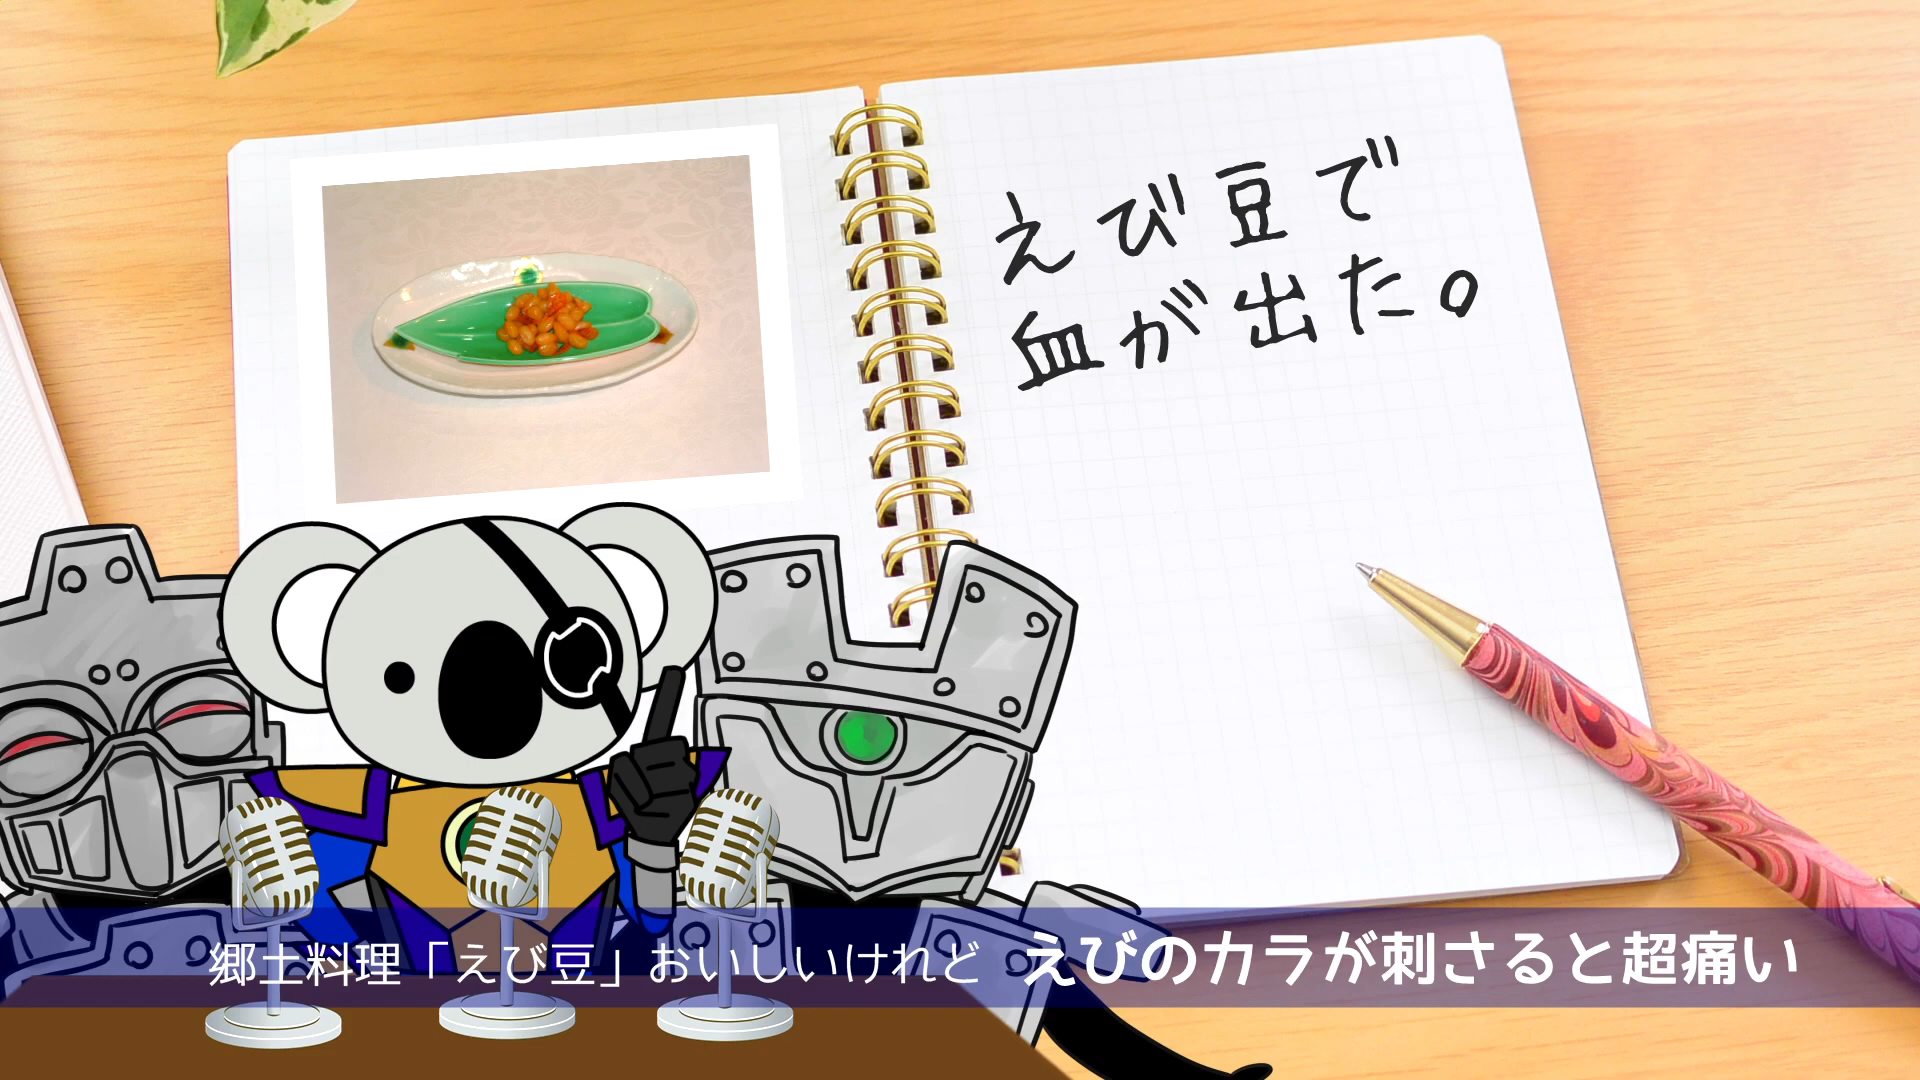 えび豆で
血が出た。
郷土料理「えび豆」おいしいけれど えびのカラが刺さると超痛い